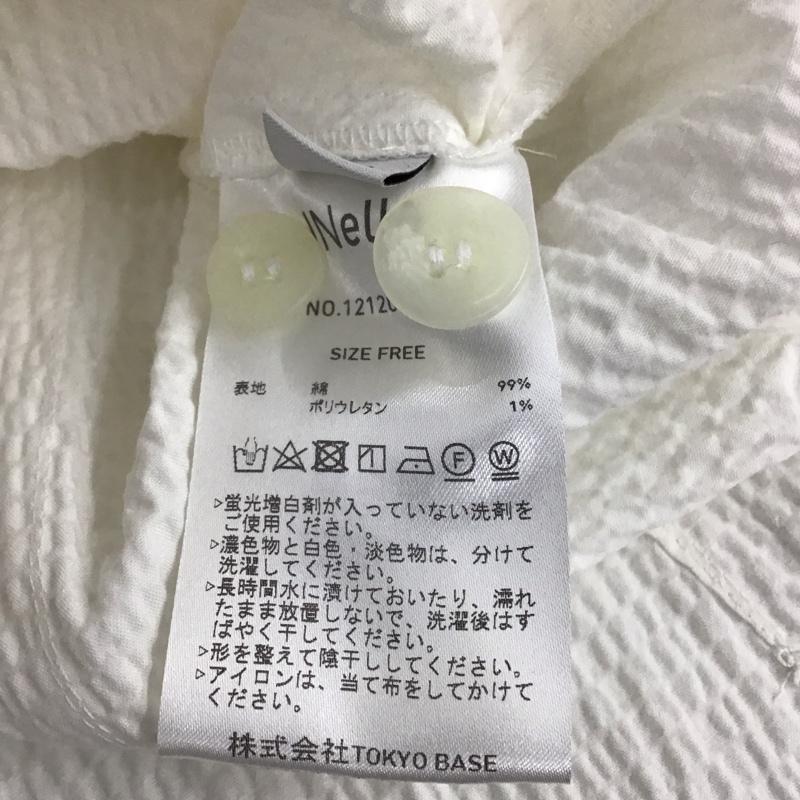 SIZE FREE
表地 綿 99%
ポリウレタン 1%
F W
▷蛍光増白剤が入っていない洗剤を
ご使用ください。
▷濃色物と白色・淡色物は、分けて
洗濯してください。
▷長時間水に漬けておいたり、濡れ
たまま放置しないで、洗濯後はす
ばやく干してください。
▷形を整えて陰干ししてください。
▷アイロンは、当て布をしてかけて
ください。
株式会社TOKYO BASE